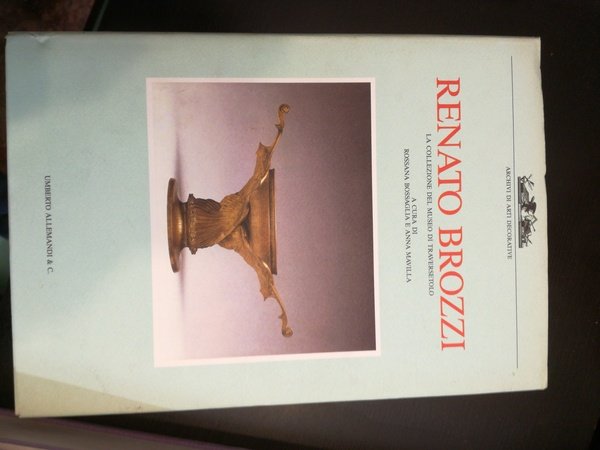 ARCHIVI DI ARTI DECORATIVE
RENATO BROZZI
LA COLLEZIONE DEL MUSEO DI TRAVERSETOLO
A CURA DI
ROSSANA BOSSAGLIA E ANNA MAVILLA
UMBERTO ALLEMANDI & C.